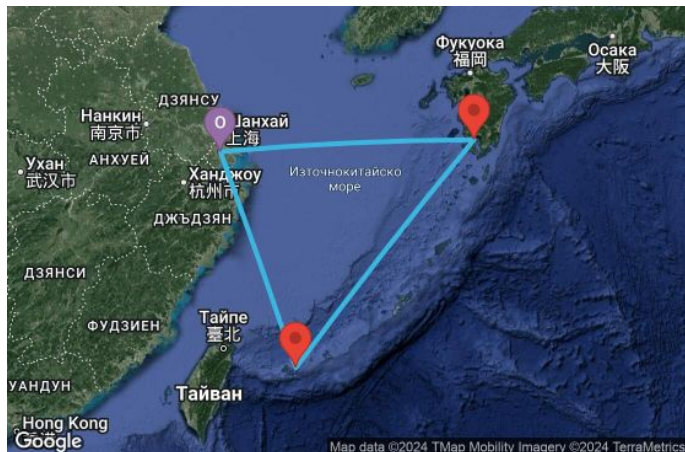 Фукуока
福岡
Осака
大阪
ДЗЯНСУ
О
Шанхай
上海
Нанкин
南京市
АНХУЕЙ
Ухан
武汉市
Ханджоу
杭州市
Източнокитайско
море
ДЖЪДЗЯН
ДЗЯНСИ
Тайпе
臺北
ФУДЗИЕН
Тайван
УАНДУН
Hong Kong
Google
Map data ©2024 TMap Mobility Imagery ©2024 TerraMetrics